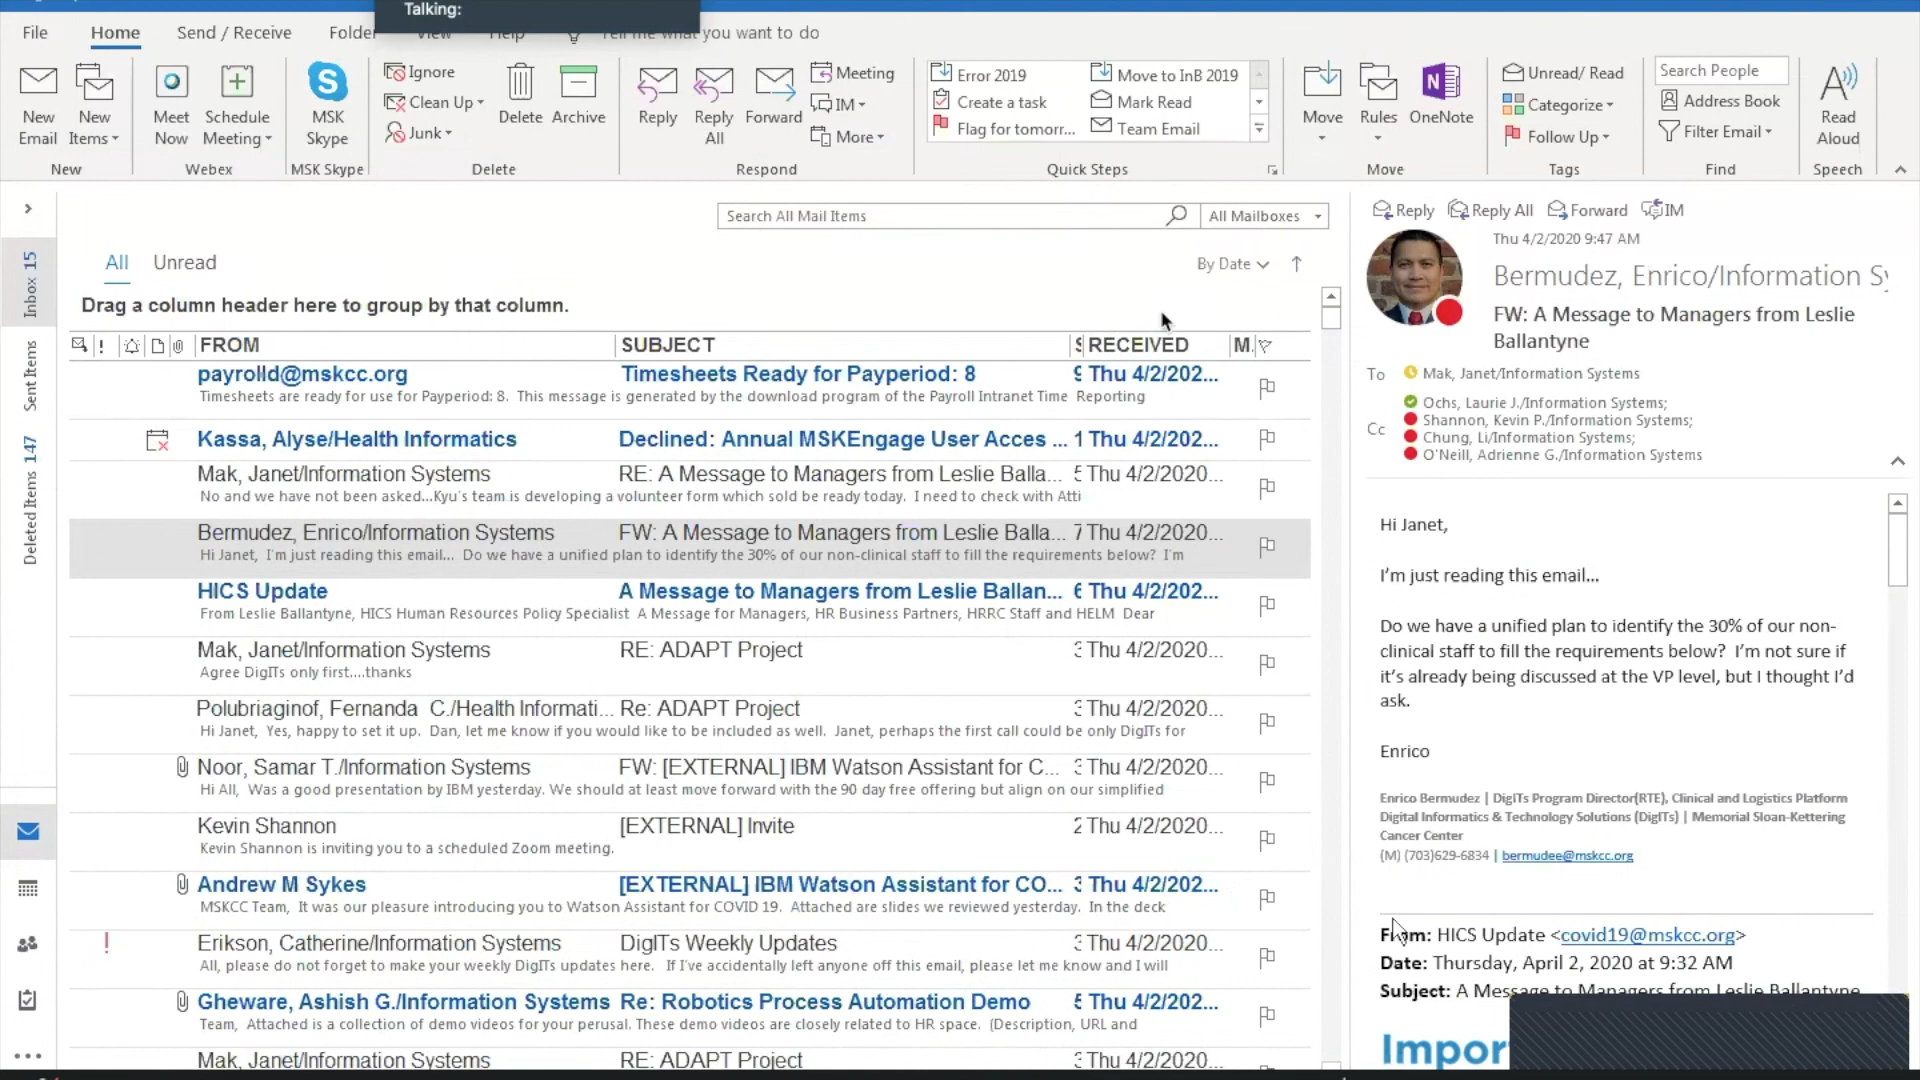 Talking:
File Home Send / Receive Folder View Help Tell me what you want to do
New Email
New Items
New
Meet Now
Schedule Meeting
Webex
MSK Skype
MSK Skype
Ignore
Clean Up
Junk
Delete
Archive
Delete
Reply
Reply All
Forward
Meeting
IM
More
Respond
Error 2019
Create a task
Flag for tomorr...
Move to InB 2019
Mark Read
Team Email
Quick Steps
Move
Rules
OneNote
Move
Unread/ Read
Categorize
Follow Up
Tags
Search People
Address Book
Filter Email
Find
Read Aloud
Speech
Inbox 15
Sent Items
Deleted Items 147
Search All Mail Items
All Mailboxes
All Unread
By Date
Drag a column header here to group by that column.
FROM SUBJECT RECEIVED M.
payrolld@mskcc.org Timesheets Ready for Payperiod: 8 Thu 4/2/202...
Timesheets are ready for use for Payperiod: 8. This message is generated by the download program of the Payroll Intranet Time Reporting
Kassa, Alyse/Health Informatics Declined: Annual MSKEngage User Acces ... 1 Thu 4/2/202...
Mak, Janet/Information Systems RE: A Message to Managers from Leslie Balla... Thu 4/2/2020...
No and we have not been asked...Kyu's team is developing a volunteer form which sold be ready today. I need to check with Atti
Bermudez, Enrico/Information Systems FW: A Message to Managers from Leslie Balla... 7 Thu 4/2/2020...
Hi Janet, I'm just reading this email... Do we have a unified plan to identify the 30% of our non-clinical staff to fill the requirements below? I'm
HICS Update A Message to Managers from Leslie Ballan... 6 Thu 4/2/202...
From Leslie Ballantyne, HICS Human Resources Policy Specialist A Message for Managers, HR Business Partners, HRRC Staff and HELM Dear
Mak, Janet/Information Systems RE: ADAPT Project Thu 4/2/2020...
Agree DigITs only first....thanks
Polubriaginof, Fernanda C./Health Informati... Re: ADAPT Project Thu 4/2/2020...
Hi Janet, Yes, happy to set it up. Dan, let me know if you would like to be included as well. Janet, perhaps the first call could be only DigITs for
Noor, Samar T./Information Systems FW: [EXTERNAL] IBM Watson Assistant for C... Thu 4/2/2020...
Hi All, Was a good presentation by IBM yesterday. We should at least move forward with the 90 day free offering but align on our simplified
Kevin Shannon [EXTERNAL] Invite 2 Thu 4/2/2020...
Kevin Shannon is inviting you to a scheduled Zoom meeting.
Andrew M Sykes [EXTERNAL] IBM Watson Assistant for CO... Thu 4/2/202...
MSKCC Team, It was our pleasure introducing you to Watson Assistant for COVID 19. Attached are slides we reviewed yesterday. In the deck
Erikson, Catherine/Information Systems DigITs Weekly Updates Thu 4/2/2020...
All, please do not forget to make your weekly DigITs updates here. If I've accidentally left anyone off this email, please let me know and I will
Gheware, Ashish G./Information Systems Re: Robotics Process Automation Demo Thu 4/2/202...
Team, Attached is a collection of demo videos for your perusal. These demo videos are closely related to HR space. (Description, URL and
Mak, Janet/Information Systems RE: ADAPT Project Thu 4/2/2020...
Reply Reply All Forward IM
Thu 4/2/2020 9:47 AM
Bermudez, Enrico/Information Sy
FW: A Message to Managers from Leslie
Ballantyne
To Mak, Janet/Information Systems
Cc
Ochs, Laurie J./Information Systems;
Shannon, Kevin P./Information Systems;
Chung, Li/Information Systems;
O'Neill, Adrienne G./Information Systems
Hi Janet,
I'm just reading this email...
Do we have a unified plan to identify the 30% of our non-
clinical staff to fill the requirements below? I'm not sure if
it's already being discussed at the VP level, but I thought I'd
ask.
Enrico
Enrico Bermudez | DigITs Program Director(RTE), Clinical and Logistics Platform
Digital Informatics & Technology Solutions (DigITs) | Memorial Sloan-Kettering
Cancer Center
(M) (703)629-6834 | bermudee@mskcc.org
From: HICS Update <covid19@mskcc.org>
Date: Thursday, April 2, 2020 at 9:32 AM
Subject: A Message to Managers from Leslie Ballantyne
Impor